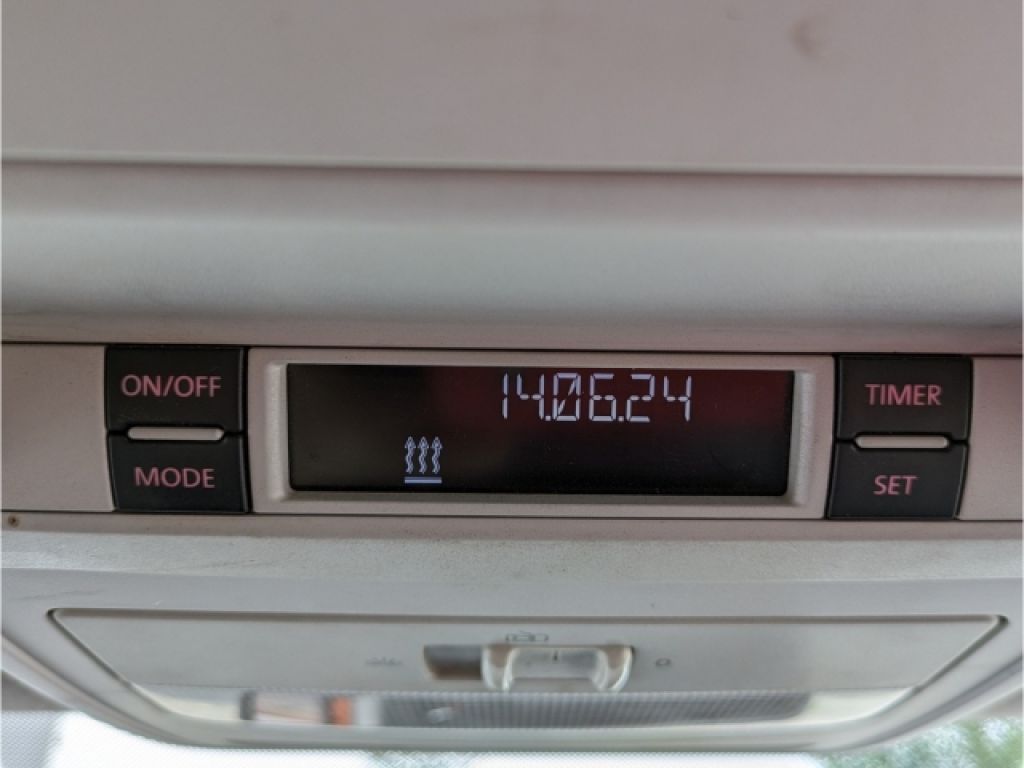 ON/OFF
MODE
14.06.24
TIMER
SET